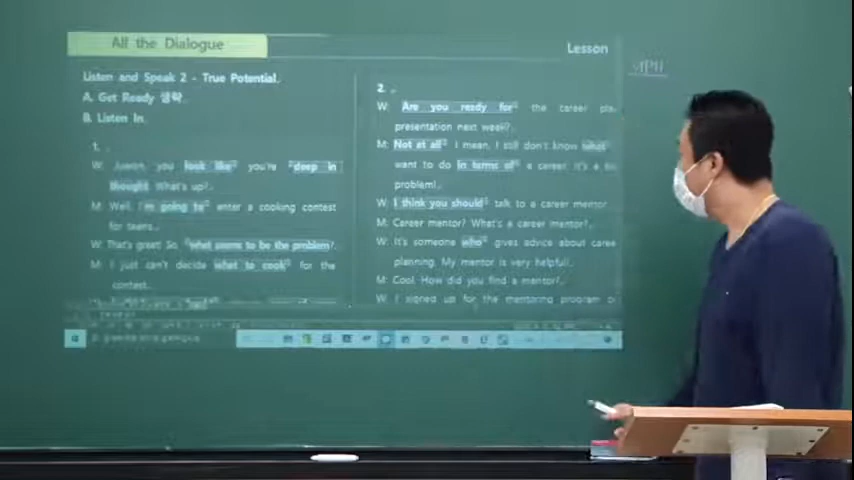 All the Dialogue
Lesson
Listen and Speak 2 - True Potential.
A. Get Ready 생략.
B. Listen In.
1. .
W: Juwon, you look like you're "deep in
thought. What's up?.
M: Well, I'm going to enter a cooking contest
for teens.
W: That's great! So, "what seems to be the problem?.
M: I just can't decide what to cook for the
contest.
2. .
W: Are you ready for the career
presentation next week?.
M: Not at all. I mean, I still don't know what
want to do in terms of a career. It's a
problem!.
W: I think you should talk to a career mentor.
M: Career mentor? What's a career mentor?.
W: It's someone who gives advice about
planning. My mentor is very helpful!.
M: Cool. How did you find a mentor?.
W: I signed up for the mentoring program